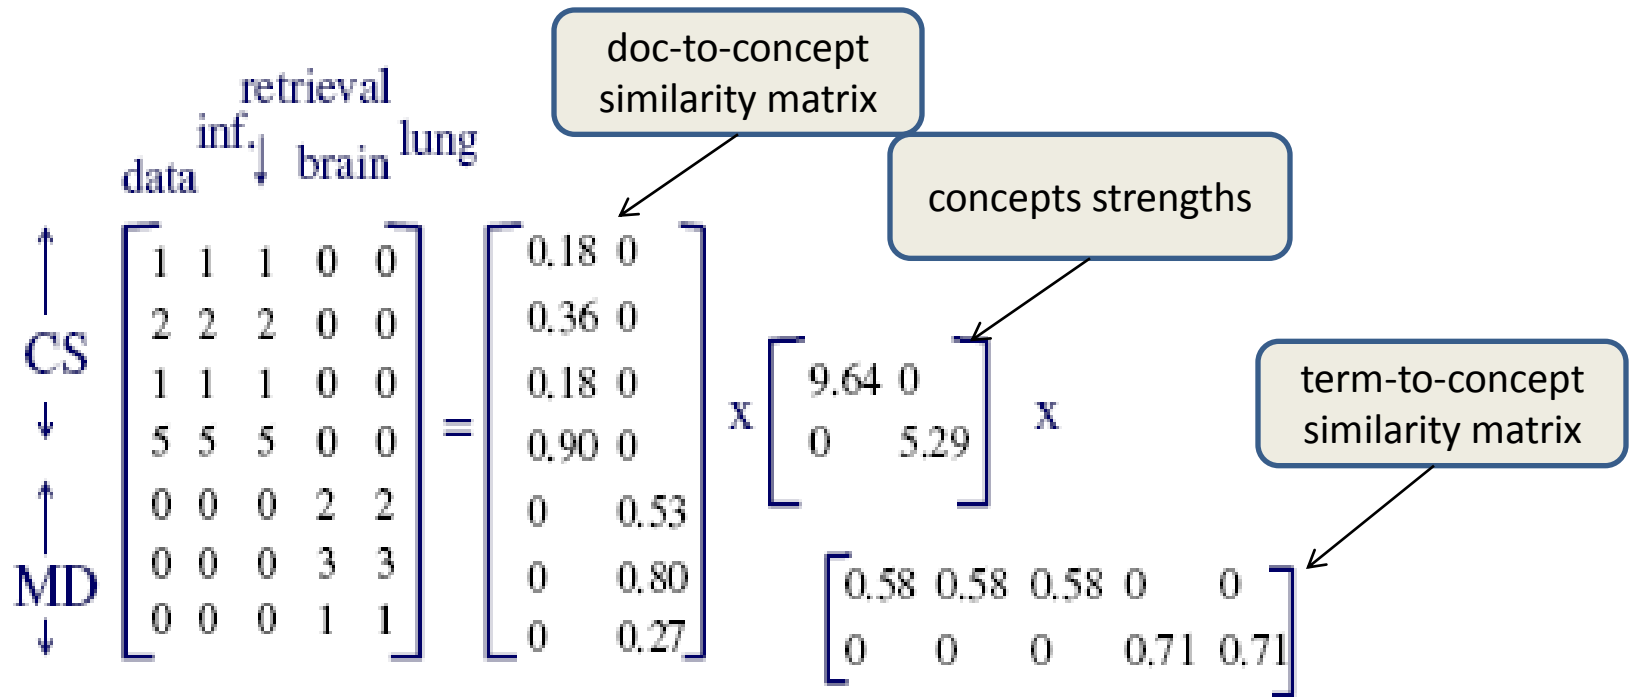 doc-to-concept
similarity matrix
concepts strengths
term-to-concept
similarity matrix
retrieval
inf.
data
brain
lung
CS
MD
1 1 1 0 0
2 2 2 0 0
1 1 1 0 0
5 5 5 0 0
0 0 0 2 2
0 0 0 3 3
0 0 0 1 1
=
0.18 0
0.36 0
0.18 0
0.90 0
0 0.53
0 0.80
0 0.27
x
9.64 0
0 5.29
x
0.58 0.58 0.58 0 0
0 0 0 0.71 0.71